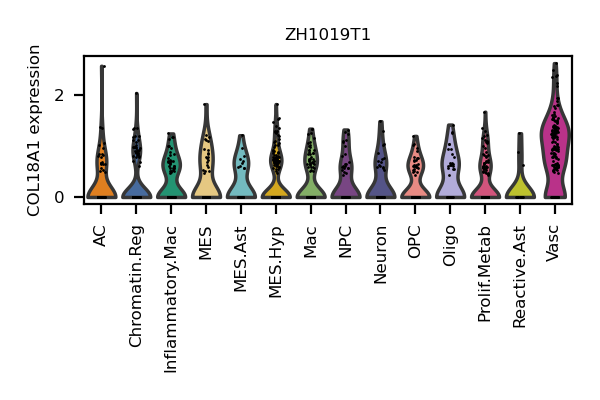 ZH1019T1
COL18A1 expression
2
0
AC
Chromatin.Reg
Inflammatory.Mac
MES
MES.Ast
MES.Hyp
Mac
NPC
Neuron
OPC
Oligo
Prolif.Metab
Reactive.Ast
Vasc